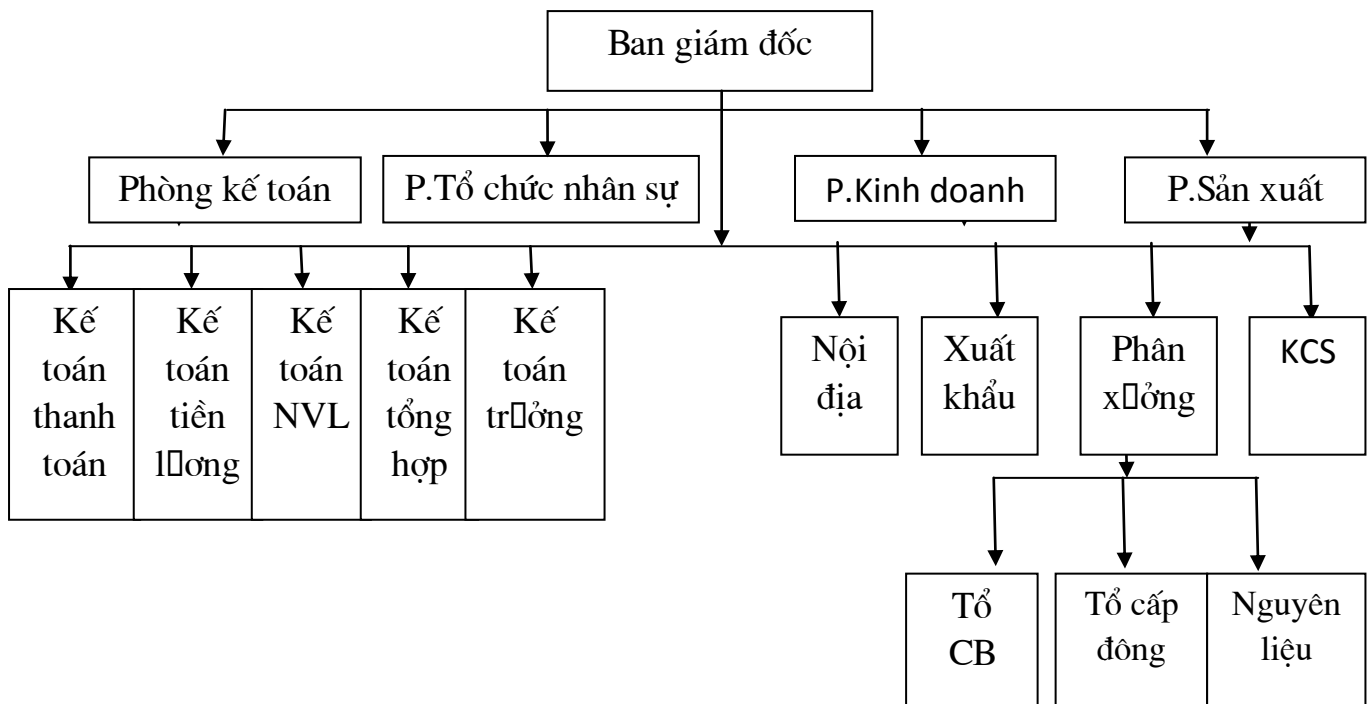 Ban giám đốc
Phòng kế toán
P.Tổ chức nhân sự
P.Kinh doanh
P.Sản xuất
Kế
toán
thanh
toán
Kế
toán
tiền
l□ơng
Kế
toán
NVL
Kế
toán
tổng
hợp
Kế
toán
tr□ởng
Nội
địa
Xuất
khẩu
Phân
x□ởng
KCS
Tổ
CB
Tổ cấp
đông
Nguyên
liệu